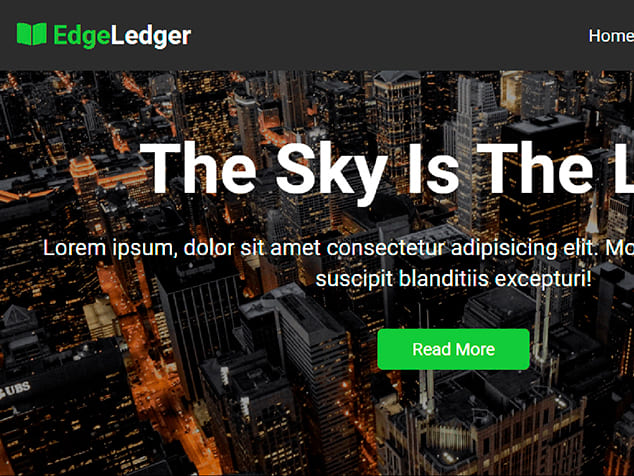 EdgeLedger
Home
The Sky Is The L
Lorem ipsum, dolor sit amet consectetur adipisicing elit. Mo
suscipit blanditiis excepturi!
Read More
UBS